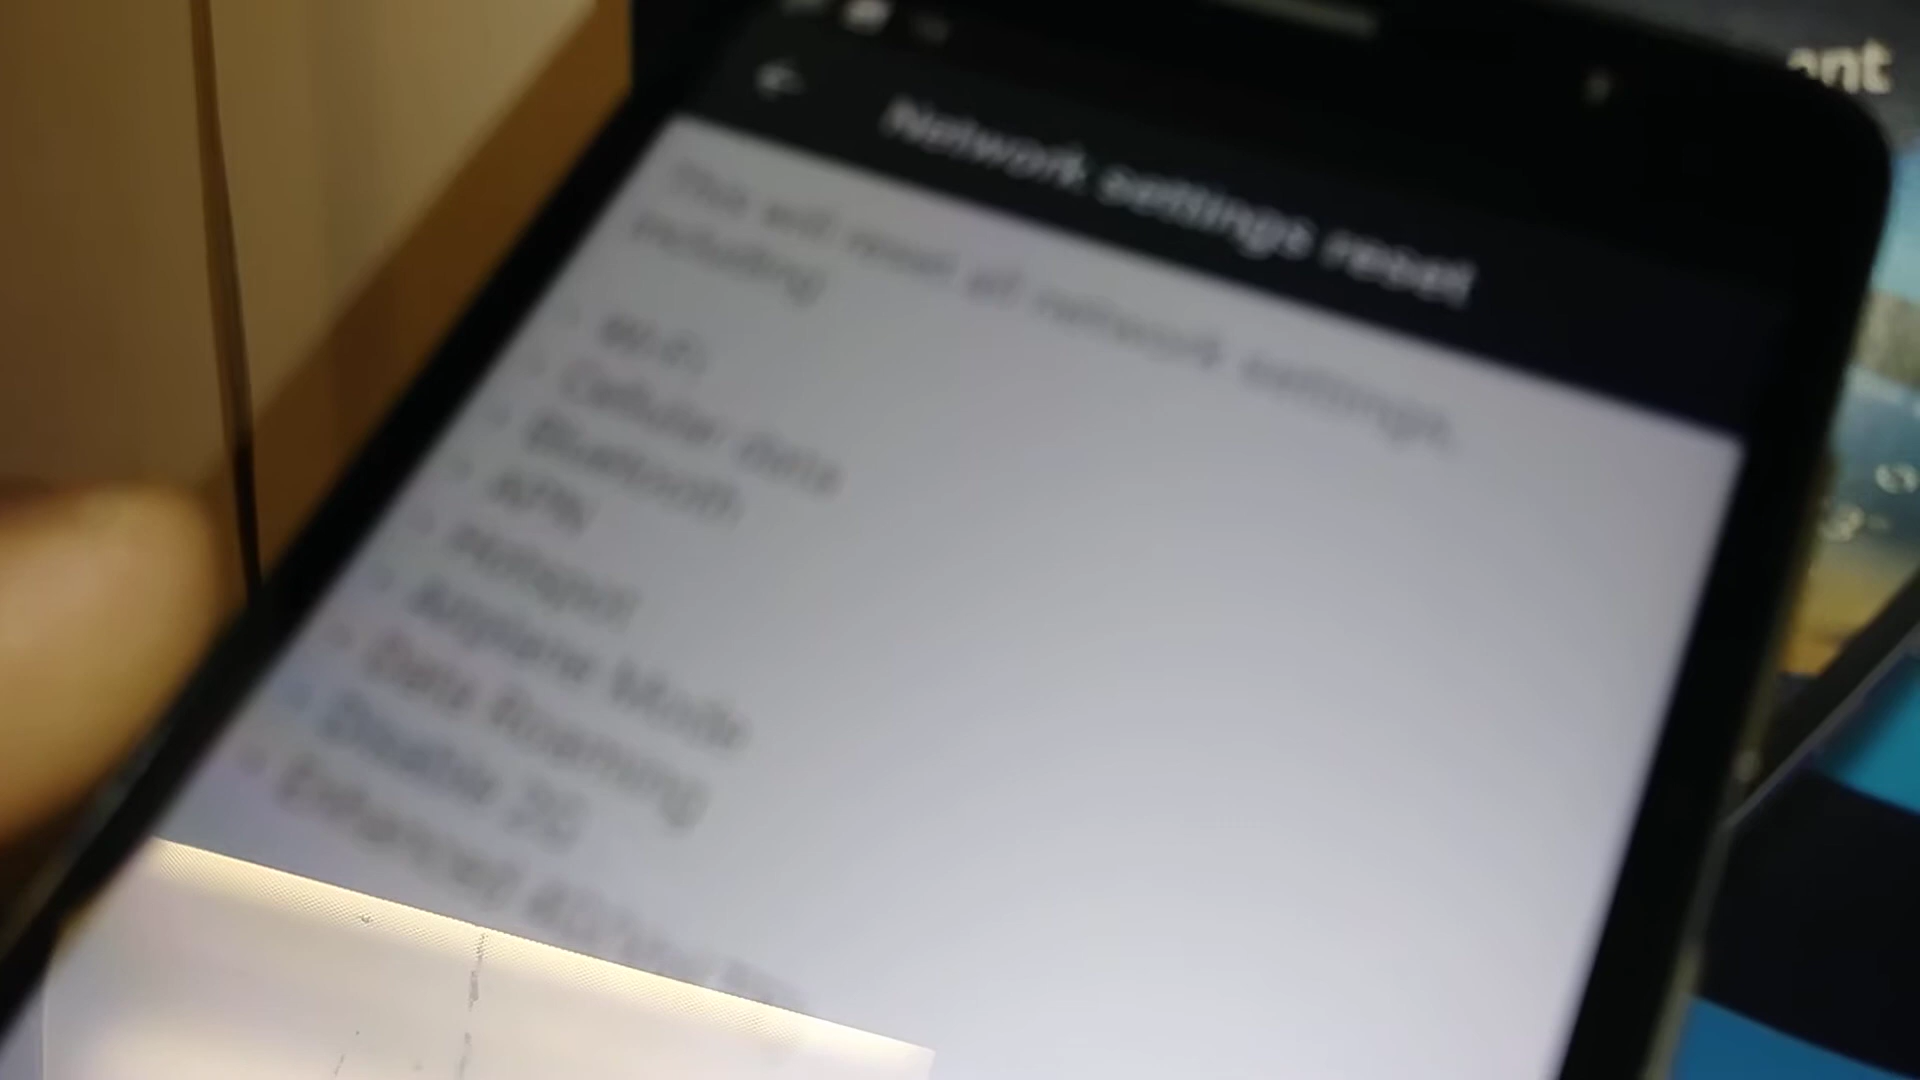 Network settings reset
This will reset all network settings,
including
Wi-Fi
Cellular data
Bluetooth
APN
Hotspot
Airplane Mode
Data Roaming
Disable 2G
Enhanced